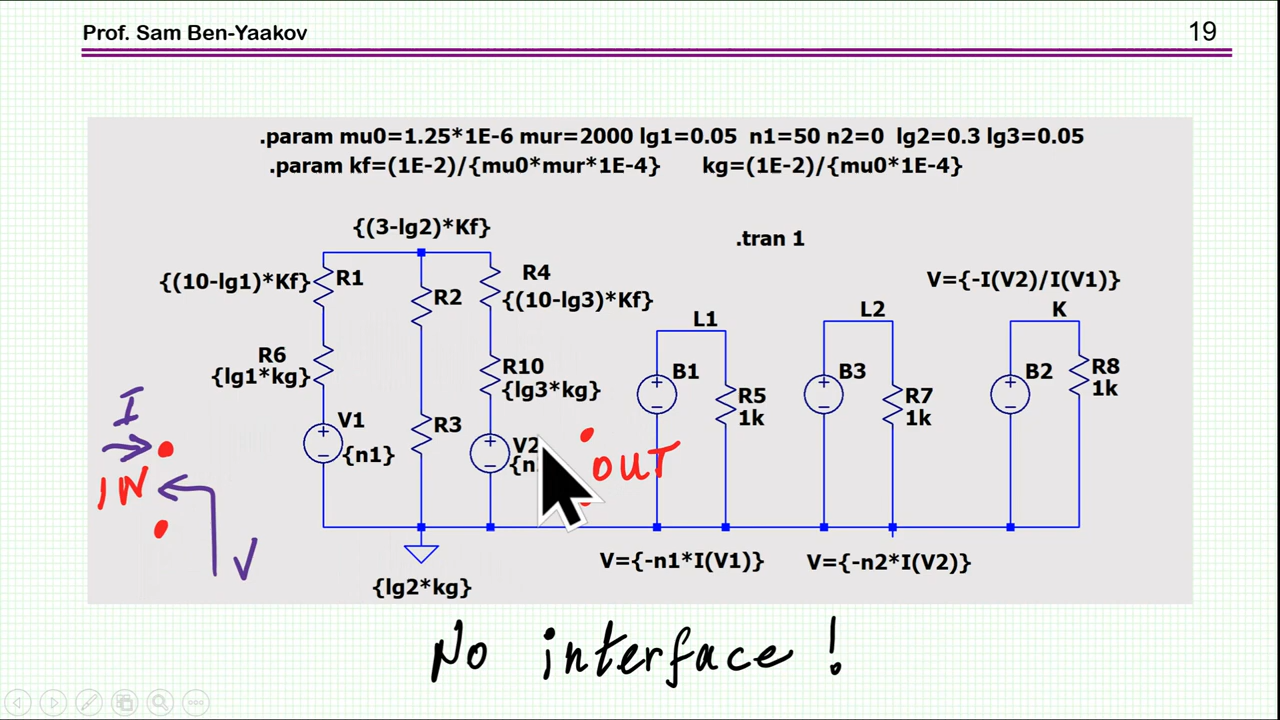 Prof. Sam Ben-Yaakov
19
.param mu0=1.25*1E-6 mur=2000 lg1=0.05 n1=50 n2=0 lg2=0.3 lg3=0.05
.param kf=(1E-2)/{mu0*mur*1E-4} kg=(1E-2)/{mu0*1E-4}
{(3-lg2)*Kf}
.tran 1
{(10-lg1)*Kf}
R1
R2
R4
{(10-lg3)*Kf}
V={-I(V2)/I(V1)}
L1
L2
K
R6
{lg1*kg}
R10
{lg3*kg}
B1
R5
1k
B3
R7
1k
B2
R8
1k
I
V1
{n1}
R3
V2
{n
IN
OUT
V
V={-n1*I(V1)}
V={-n2*I(V2)}
{lg2*kg}
No interface!